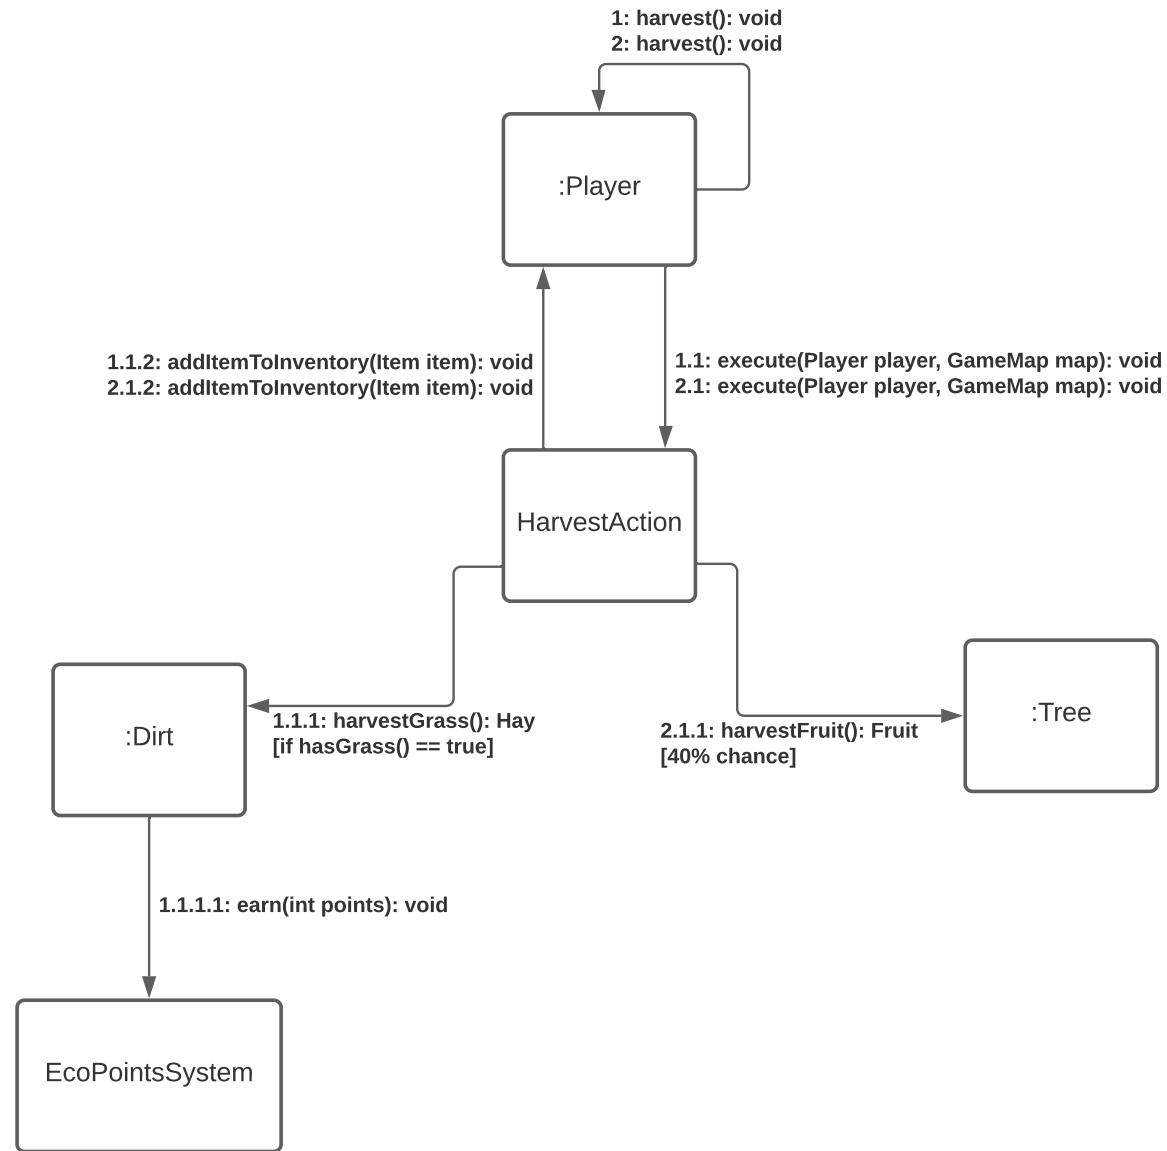 1: harvest(): void
2: harvest(): void
:Player
1.1.2: addItemToInventory(Item item): void
2.1.2: addItemToInventory(Item item): void
1.1: execute(Player player, GameMap map): void
2.1: execute(Player player, GameMap map): void
HarvestAction
:Dirt
1.1.1: harvestGrass(): Hay
[if hasGrass() == true]
2.1.1: harvestFruit(): Fruit
[40% chance]
:Tree
1.1.1.1: earn(int points): void
EcoPointsSystem